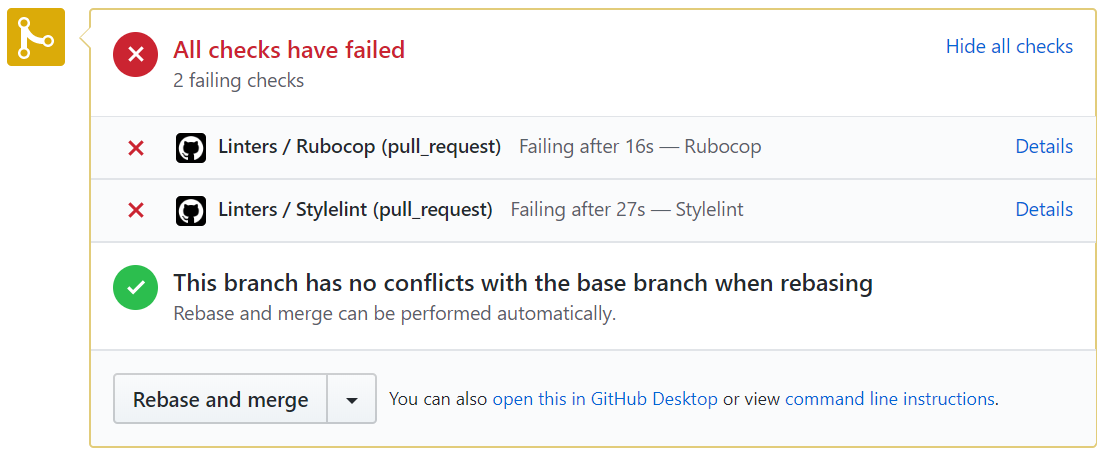 All checks have failed
Hide all checks
2 failing checks
Linters / Rubocop (pull_request) Failing after 16s — Rubocop Details
Linters / Stylelint (pull_request) Failing after 27s — Stylelint Details
This branch has no conflicts with the base branch when rebasing
Rebase and merge can be performed automatically.
Rebase and merge You can also open this in GitHub Desktop or view command line instructions.